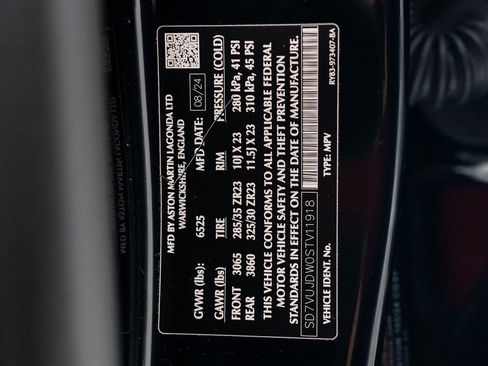 MFD BY ASTON MARTIN LAGONDA LTD
WARWICKSHIRE, ENGLAND
GVWR (lbs): 6525 MFD DATE: 08/24
GAWR (lbs): TIRE RIM PRESSURE (COLD)
FRONT 3065 285/35 ZR23 10J X 23 280 kPa, 41 PSI
REAR 3860 325/30 ZR23 11.5J X 23 310 kPa, 45 PSI
THIS VEHICLE CONFORMS TO ALL APPLICABLE FEDERAL
MOTOR VEHICLE SAFETY AND THEFT PREVENTION
STANDARDS IN EFFECT ON THE DATE OF MANUFACTURE.
SD7VUJDW0STV11918
VEHICLE IDENT. No. TYPE: MPV
RY83-973407-BA